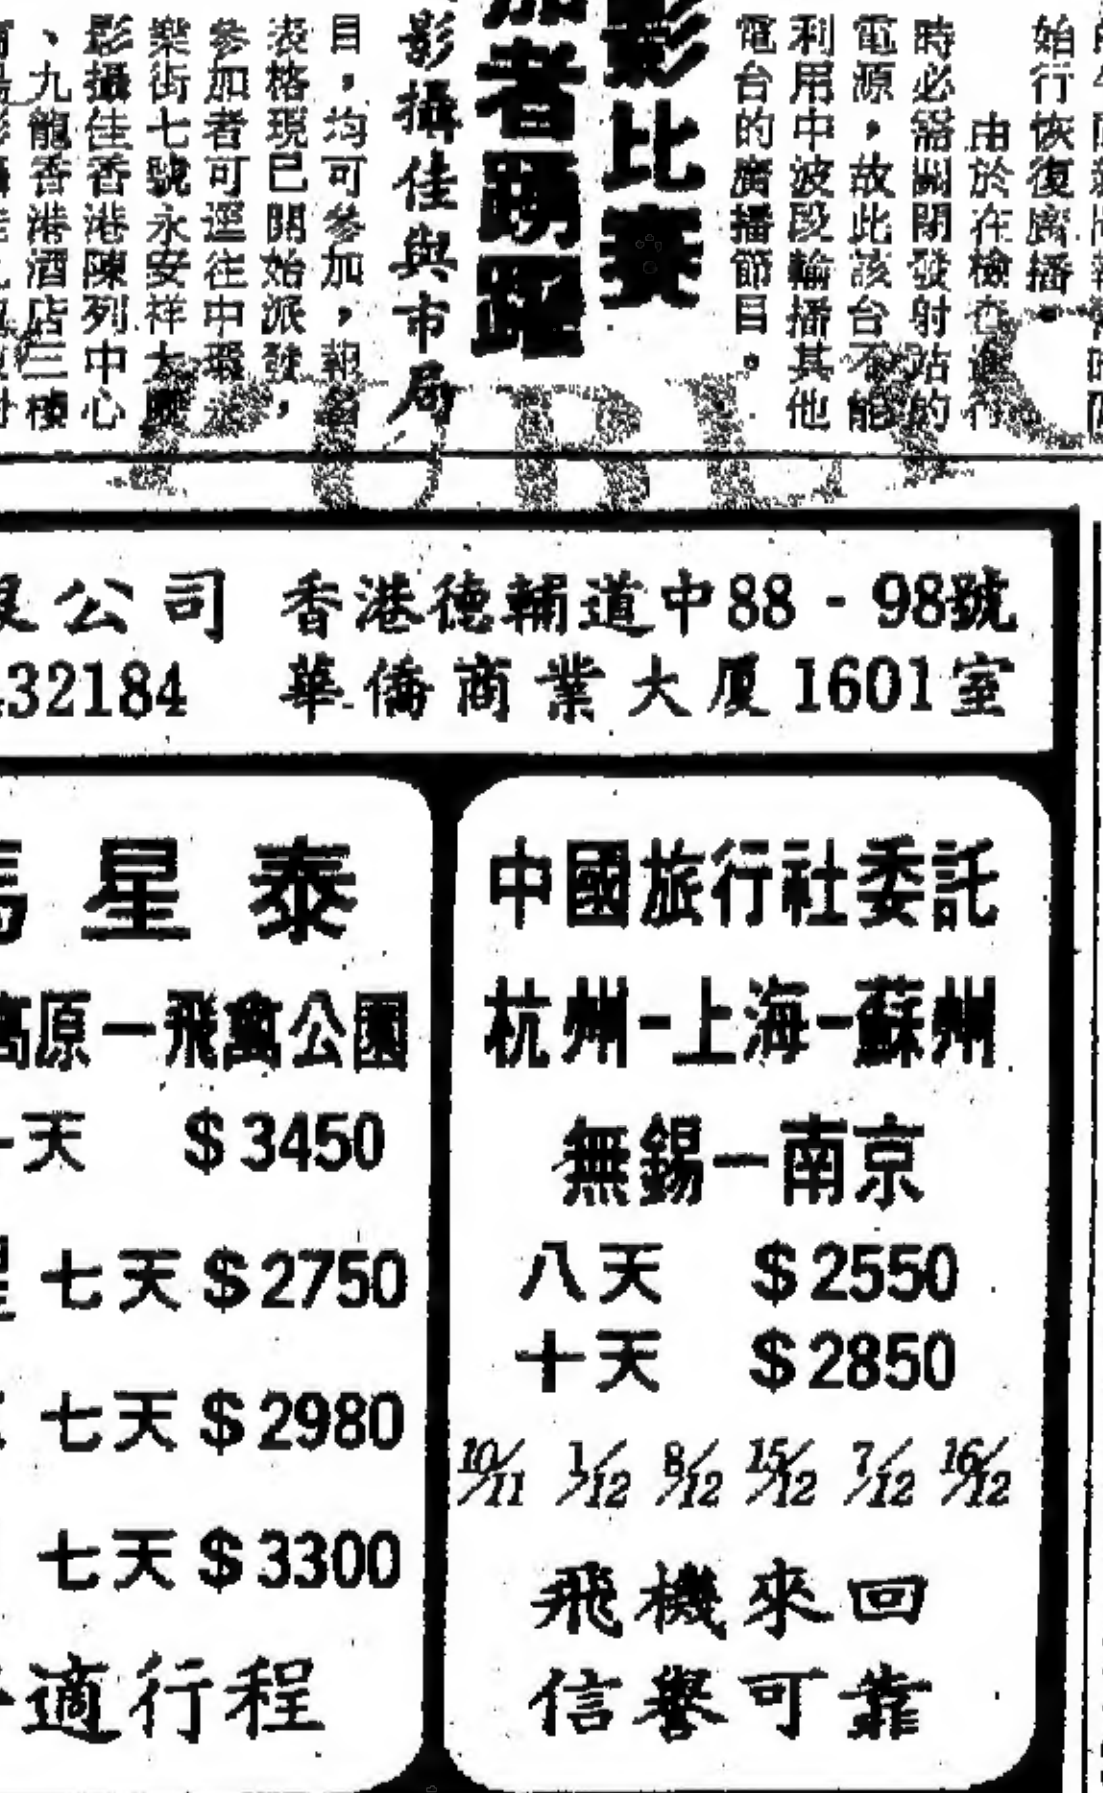 始行恢復廣播。
由於在檢查進行
時必需關閉發射站的
電源，故此該台不能
利用中波段輪播其他
電台的廣播節目。
影比賽
加者踴躍
影攝佳與市局
目，均可參加，報名
表格現已開始派發，
參加者可逕往中環永
樂街七號永安祥大廈
影攝佳香港陳列中心
、九龍香港酒店三樓
PUBLIC
限公司 香港德輔道中88-98號
432184 華僑商業大厦1601室
中國旅行社委託
杭州-上海-蘇州
無錫-南京
八天 $2550
十天 $2850
10/11 1/12 8/12 15/12 7/12 16/12
飛機來回
信譽可靠
馬星泰
高原-飛禽公園
天 $3450
七天$2750
七天$2980
七天$3300
適行程